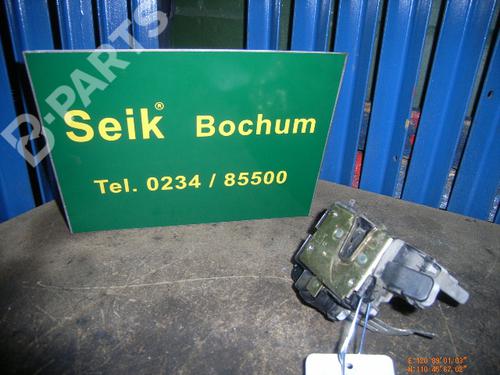 B-PARTS
Seik® Bochum
Tel. 0234 / 85500